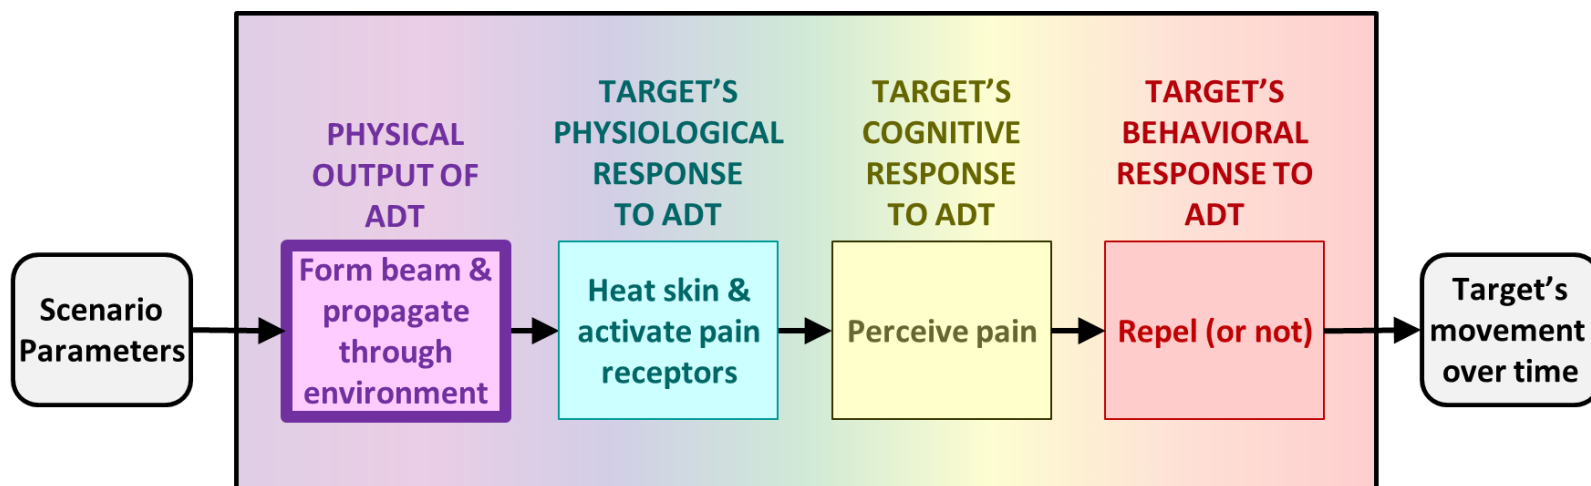 Scenario
Parameters
PHYSICAL
OUTPUT OF
ADT
Form beam &
propagate
through
environment
TARGET’S
PHYSIOLOGICAL
RESPONSE
TO ADT
Heat skin &
activate pain
receptors
TARGET’S
COGNITIVE
RESPONSE
TO ADT
Perceive pain
TARGET’S
BEHAVIORAL
RESPONSE TO
ADT
Repel (or not)
Target’s
movement
over time